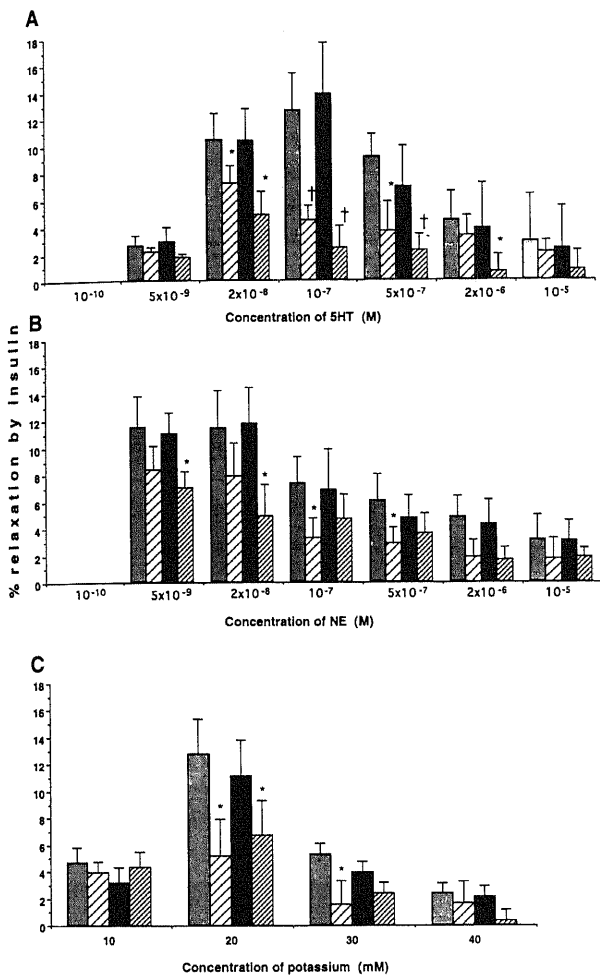 A
18
16
14
12
10
8
6
4
2
0
* * † † * † * 
10-10 5x10-9 2x10-8 10-7 5x10-7 2x10-6 10-5
Concentration of 5HT (M)
B
% relaxation by insulin
18
16
14
12
10
8
6
4
2
0
* * * *
10-10 5x10-9 2x10-8 10-7 5x10-7 2x10-6 10-5
Concentration of NE (M)
C
18
16
14
12
10
8
6
4
2
0
* * *
10 20 30 40
Concentration of potassium (mM)